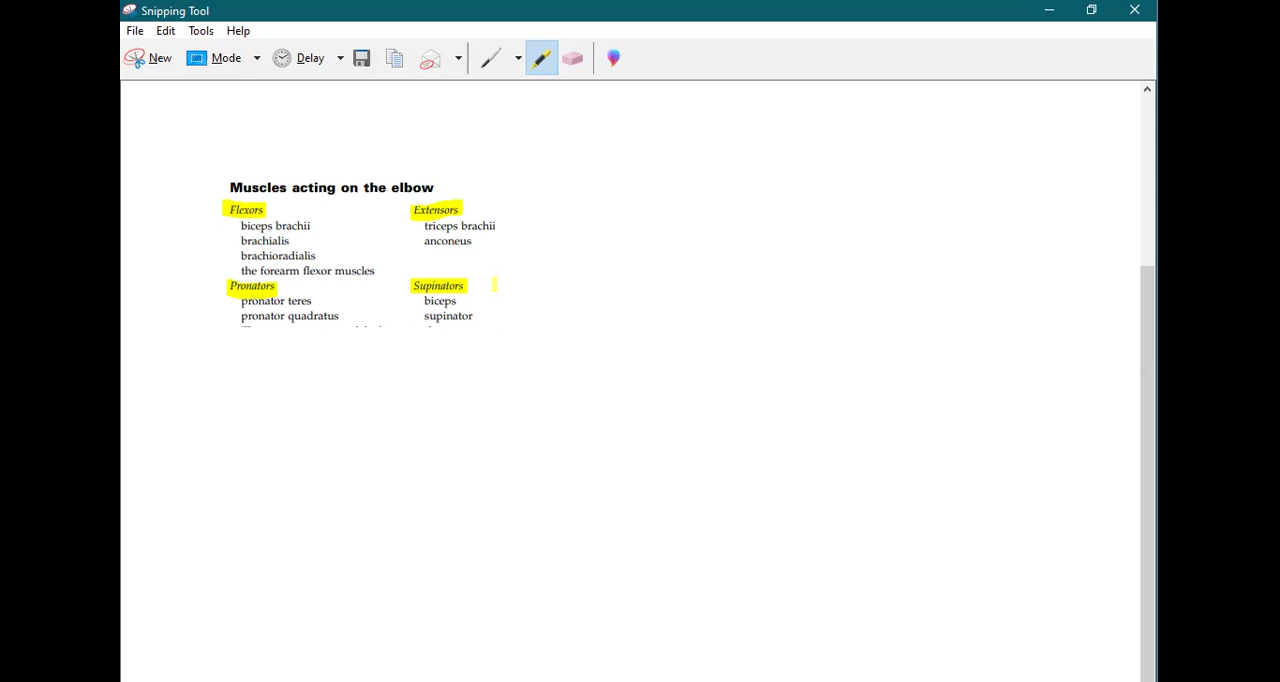 Snipping Tool
File Edit Tools Help
New Mode Delay
Muscles acting on the elbow
Flexors Extensors
biceps brachii triceps brachii
brachialis anconeus
brachioradialis
the forearm flexor muscles
Pronators Supinators
pronator teres biceps
pronator quadratus supinator